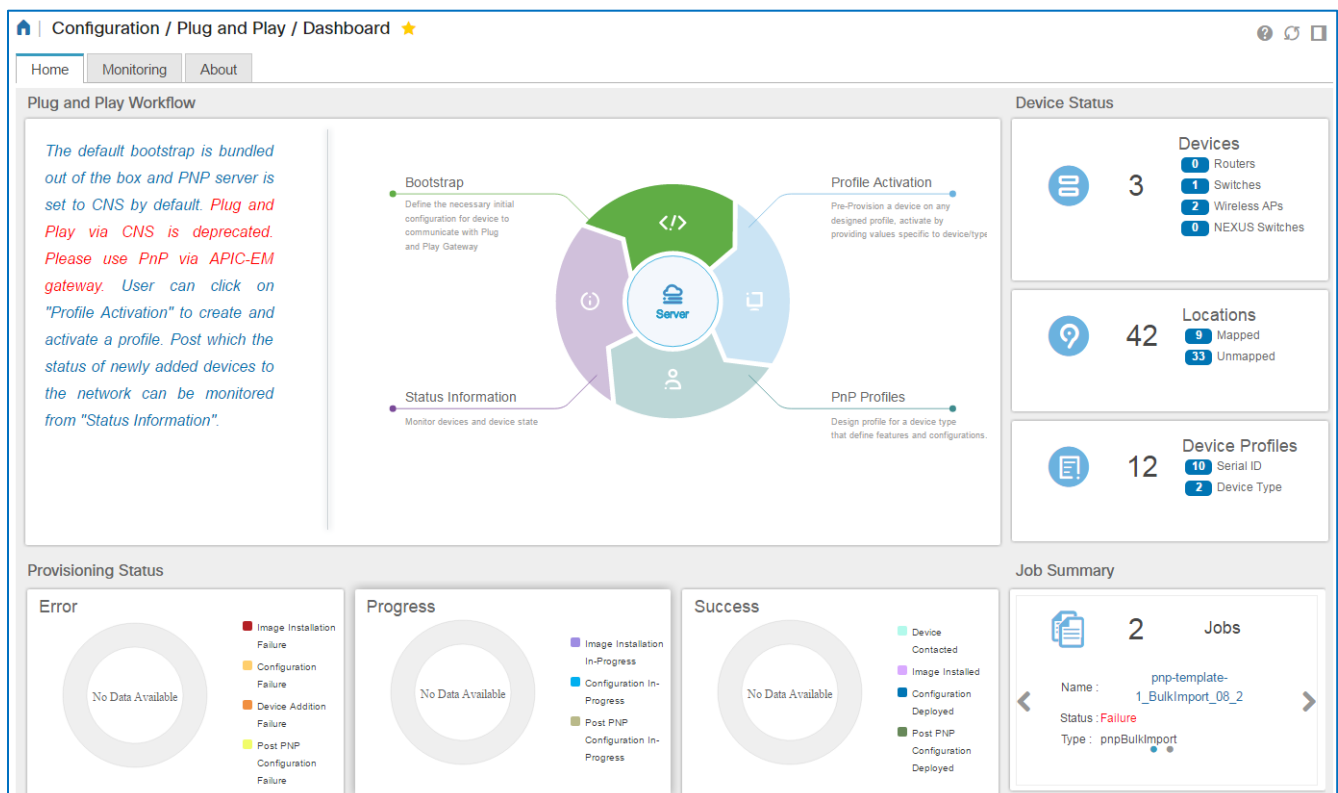 Configuration / Plug and Play / Dashboard
Home
Monitoring
About
Plug and Play Workflow
The default bootstrap is bundled
out of the box and PNP server is
set to CNS by default. Plug and
Play via CNS is deprecated.
Please use PnP via APIC-EM
gateway. User can click on
"Profile Activation" to create and
activate a profile. Post which the
status of newly added devices to
the network can be monitored
from "Status Information".
Bootstrap
Define the necessary initial
configuration for device to
communicate with Plug
and Play Gateway
Profile Activation
Pre-Provision a device on any
designed profile, activate by
providing values specific to device/type
</>
Server
Status Information
Monitor devices and device state
PnP Profiles
Design profile for a device type
that define features and configurations.
Device Status
3
Devices
0 Routers
1 Switches
2 Wireless APs
0 NEXUS Switches
42
Locations
9 Mapped
33 Unmapped
12
Device Profiles
10 Serial ID
2 Device Type
Provisioning Status
Error
No Data Available
Image Installation
Failure
Configuration
Failure
Device Addition
Failure
Post PNP
Configuration
Failure
Progress
No Data Available
Image Installation
In-Progress
Configuration In-
Progress
Post PNP
Configuration In-
Progress
Success
No Data Available
Device
Contacted
Image Installed
Configuration
Deployed
Post PNP
Configuration
Deployed
Job Summary
2 Jobs
Name : pnp-template-
1_BulkImport_08_2
Status : Failure
Type : pnpBulkImport